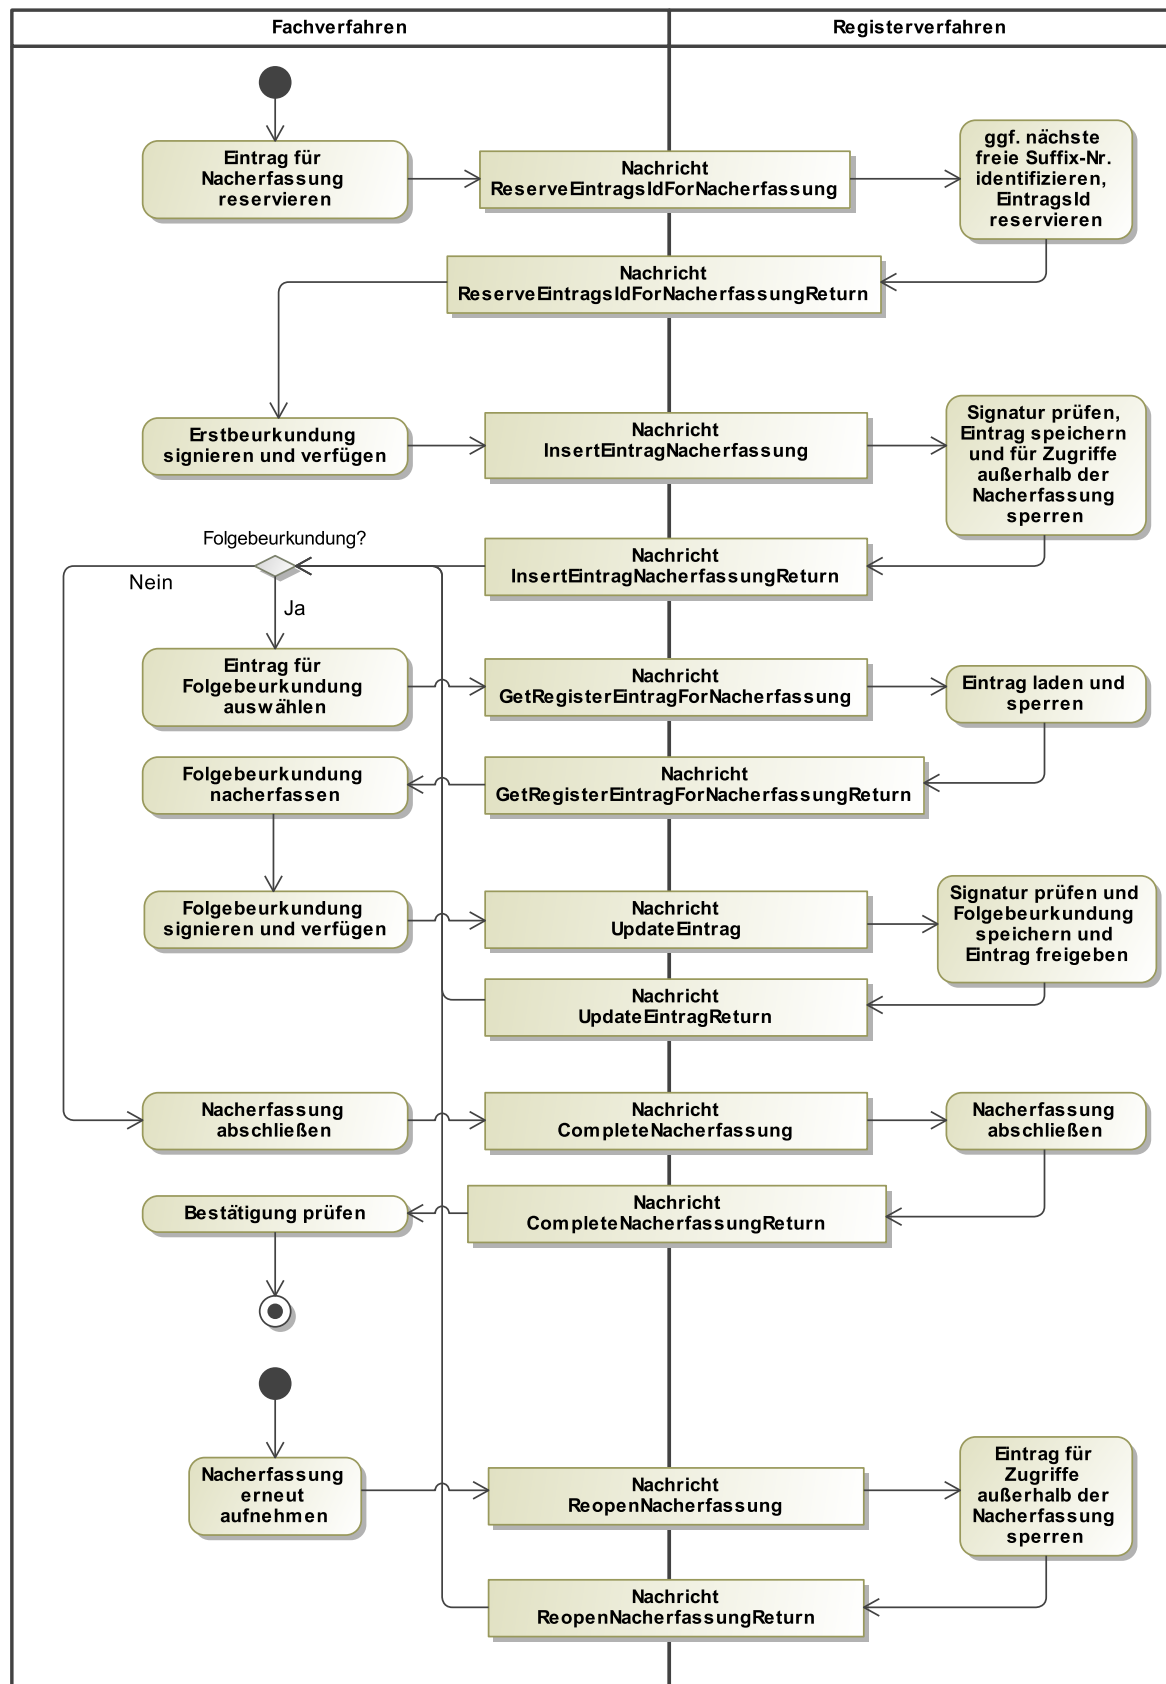 Fachverfahren
Registerverfahren
Eintrag für
Nacherfassung
reservieren
Nachricht
ReserveEintragsIdForNacherfassung
ggf. nächste
freie Suffix-Nr.
identifizieren,
EintragsId
reservieren
Nachricht
ReserveEintragsIdForNacherfassungReturn
Erstbeurkundung
signieren und verfügen
Nachricht
InsertEintragNacherfassung
Signatur prüfen,
Eintrag speichern
und für Zugriffe
außerhalb der
Nacherfassung
sperren
Folgebeurkundung?
Nachricht
InsertEintragNacherfassungReturn
Nein
Ja
Eintrag für
Folgebeurkundung
auswählen
Nachricht
GetRegisterEintragForNacherfassung
Eintrag laden und
sperren
Folgebeurkundung
nacherfassen
Nachricht
GetRegisterEintragForNacherfassungReturn
Folgebeurkundung
signieren und verfügen
Nachricht
UpdateEintrag
Signatur prüfen und
Folgebeurkundung
speichern und
Eintrag freigeben
Nachricht
UpdateEintragReturn
Nacherfassung
abschließen
Nachricht
CompleteNacherfassung
Nacherfassung
abschließen
Bestätigung prüfen
Nachricht
CompleteNacherfassungReturn
Nacherfassung
erneut
aufnehmen
Nachricht
ReopenNacherfassung
Eintrag für
Zugriffe
außerhalb der
Nacherfassung
sperren
Nachricht
ReopenNacherfassungReturn